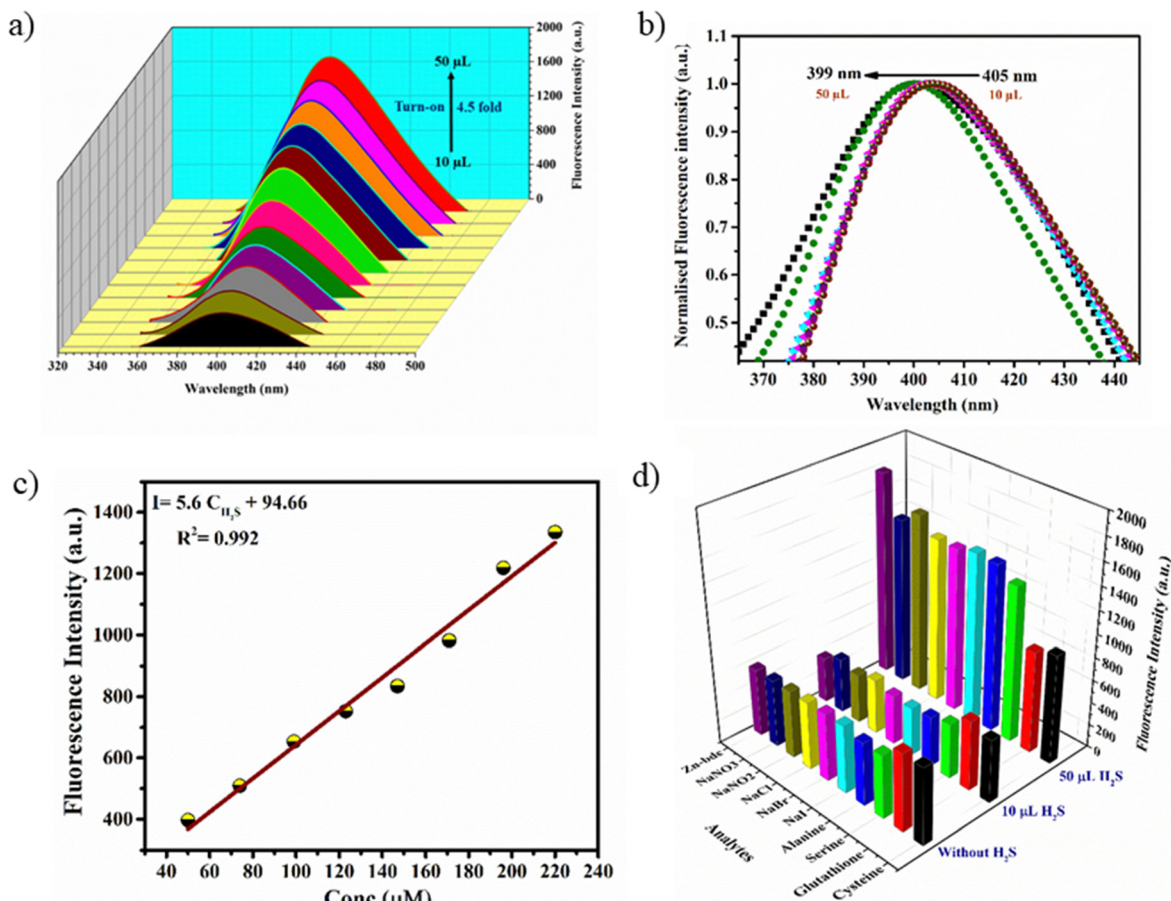 a)
2000
1600
1200
800
400
0
Fluorescence Intensity (a.u.)
50 µL
Turn-on 4.5 fold
10 µL
320 340 360 380 400 420 440 460 480 500
Wavelength (nm)
b)
1.1
1.0
0.9
0.8
0.7
0.6
0.5
Normalised Fluorescence intensity (a.u.)
399 nm 405 nm
50 µL 10 µL
370 380 390 400 410 420 430 440
Wavelength (nm)
c)
I= 5.6 C_{H₂S} + 94.66
R²= 0.992
1400
1200
1000
800
600
400
Fluorescence Intensity (a.u.)
40 60 80 100 120 140 160 180 200 220 240
Conc (µM)
d)
2000
1800
1600
1400
1200
1000
800
600
400
200
0
Fluorescence Intensity (a.u.)
Zn-bdc
NaNO3
NaNO2
NaCl
NaBr
NaI
Alanine
Serine
Glutathione
Cysteine
Analytes
50 µL H₂S
10 µL H₂S
Without H₂S